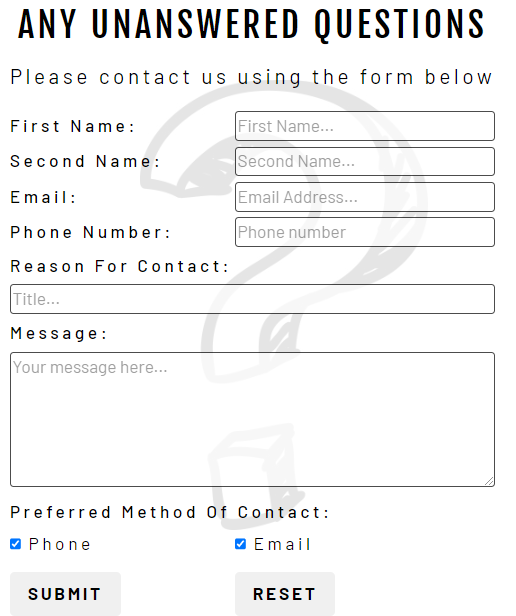 ANY UNANSWERED QUESTIONS
Please contact us using the form below
First Name: First Name...
Second Name: Second Name...
Email: Email Address...
Phone Number: Phone number
Reason For Contact:
Title...
Message:
Your message here...
Preferred Method Of Contact:
Phone Email
SUBMIT RESET